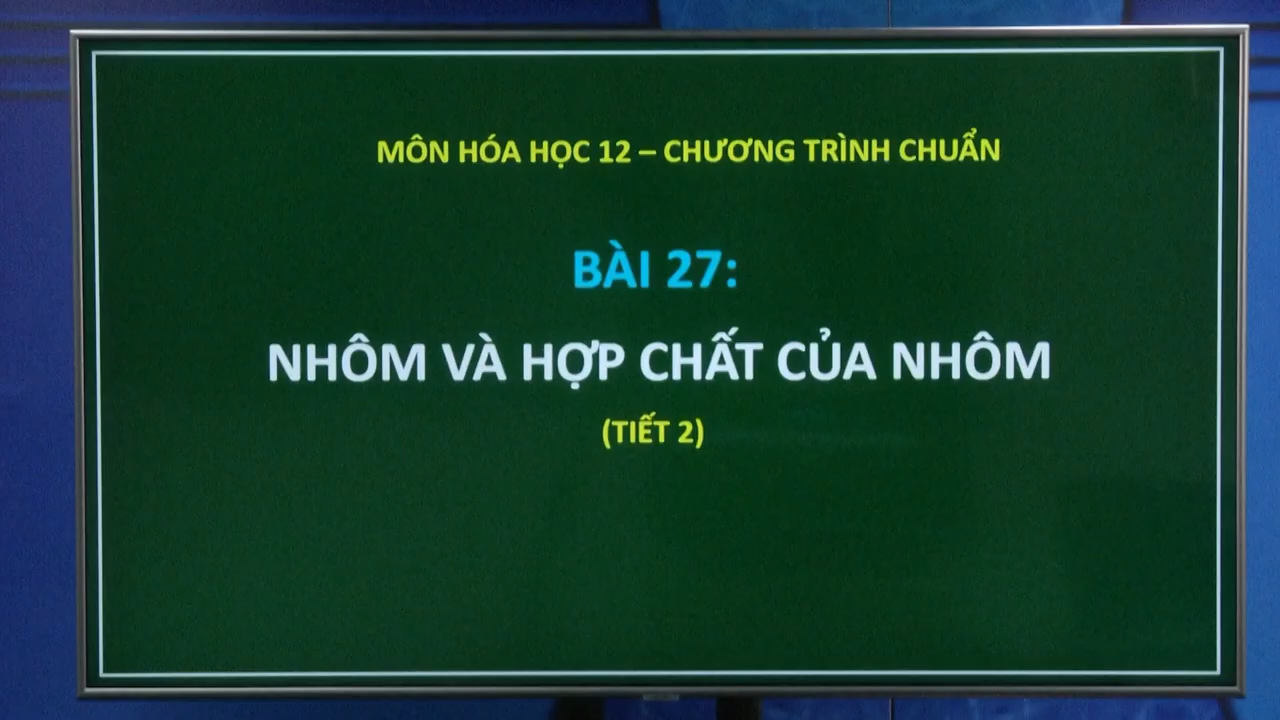 MÔN HÓA HỌC 12 – CHƯƠNG TRÌNH CHUẨN
BÀI 27:
NHÔM VÀ HỢP CHẤT CỦA NHÔM
(TIẾT 2)